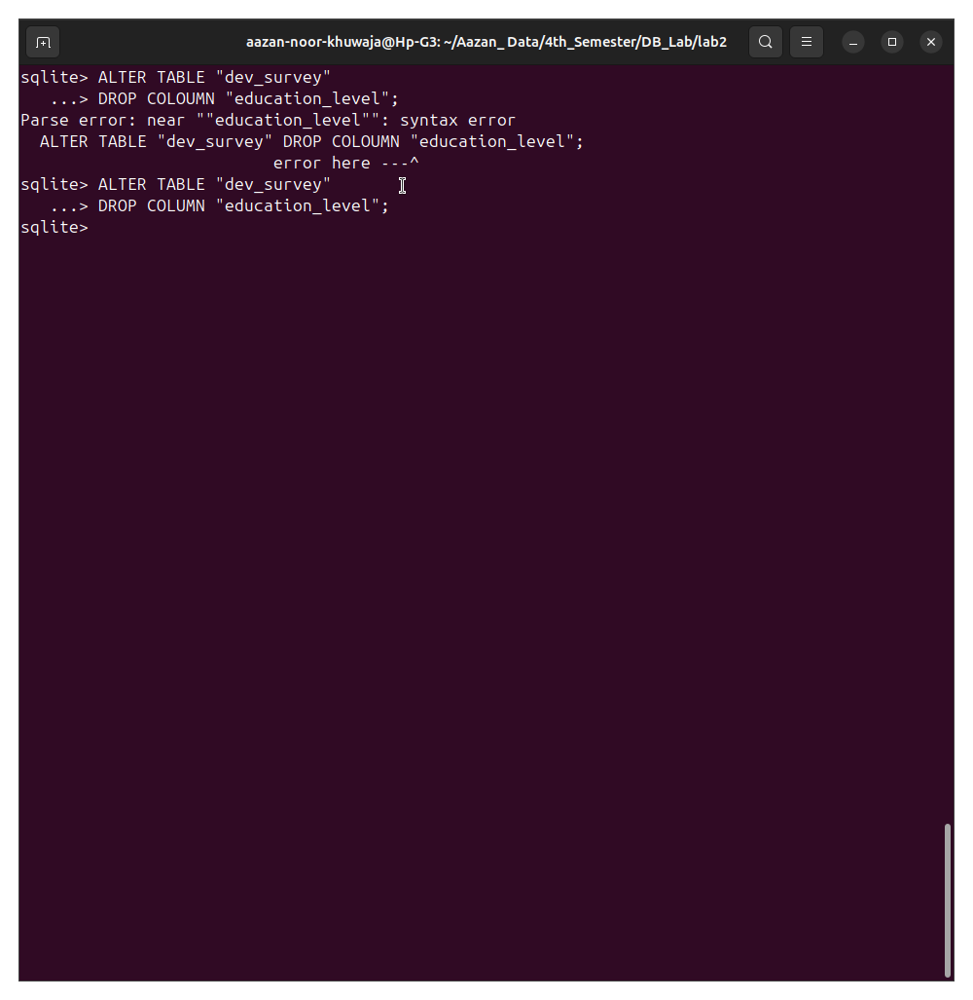 aazan-noor-khuwaja@Hp-G3: ~/Aazan_ Data/4th_Semester/DB_Lab/lab2
sqlite> ALTER TABLE "dev_survey"
   ...> DROP COLOUMN "education_level";
Parse error: near ""education_level"": syntax error
  ALTER TABLE "dev_survey" DROP COLOUMN "education_level";
                          error here ---^
sqlite> ALTER TABLE "dev_survey"
   ...> DROP COLUMN "education_level";
sqlite>